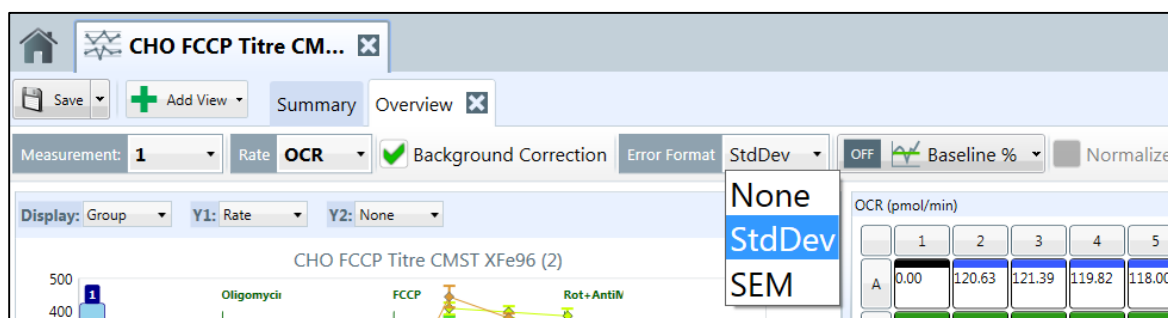 CHO FCCP Titre CM...
Save Add View Summary Overview
Measurement: 1 Rate OCR Background Correction Error Format StdDev OFF Baseline % Normalize
None
StdDev
SEM
Display: Group Y1: Rate Y2: None
OCR (pmol/min)
CHO FCCP Titre CMST XFe96 (2)
1 2 3 4 5
A 0.00 120.63 121.39 119.82 118.00
500
400
1
Oligomycin FCCP Rot+AntiM